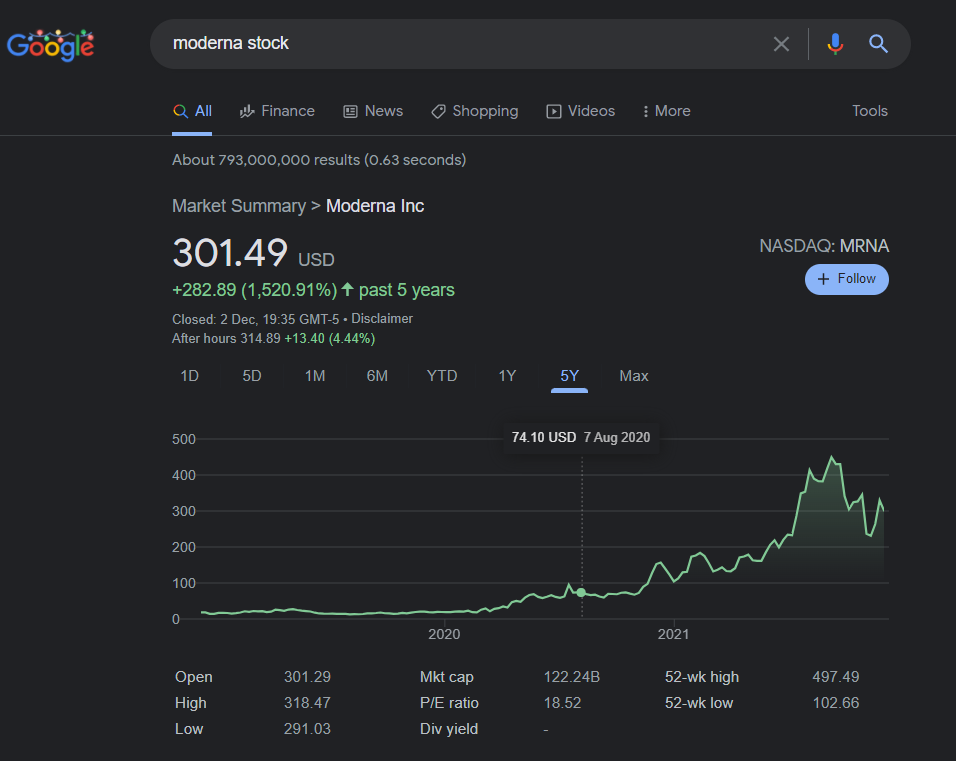 Google
moderna stock
All Finance News Shopping Videos More Tools
About 793,000,000 results (0.63 seconds)
Market Summary > Moderna Inc
301.49 USD
NASDAQ: MRNA
+ Follow
+282.89 (1,520.91%) ↑ past 5 years
Closed: 2 Dec, 19:35 GMT-5 • Disclaimer
After hours 314.89 +13.40 (4.44%)
1D 5D 1M 6M YTD 1Y 5Y Max
74.10 USD 7 Aug 2020
500
400
300
200
100
0
2020 2021
Open 301.29 Mkt cap 122.24B 52-wk high 497.49
High 318.47 P/E ratio 18.52 52-wk low 102.66
Low 291.03 Div yield -